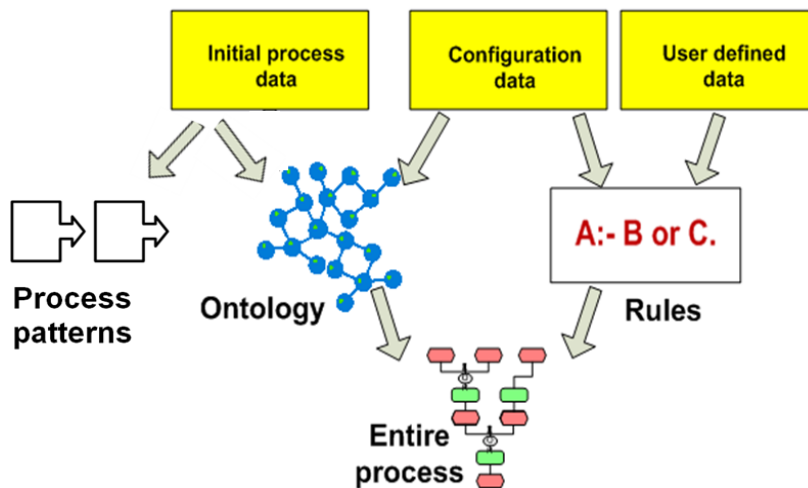 Initial process
data
Configuration
data
User defined
data
A:- B or C.
Process
patterns
Ontology
Rules
Entire
process